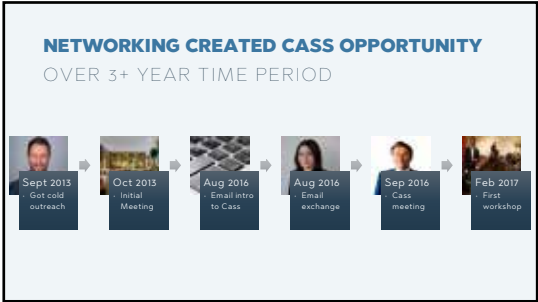 NETWORKING CREATED CASS OPPORTUNITY
OVER 3+ YEAR TIME PERIOD
Sept 2013
· Got cold
outreach
Oct 2013
· Initial
Meeting
Aug 2016
· Email intro
to Cass
Aug 2016
· Email
exchange
Sep 2016
· Cass
meeting
Feb 2017
· First
workshop